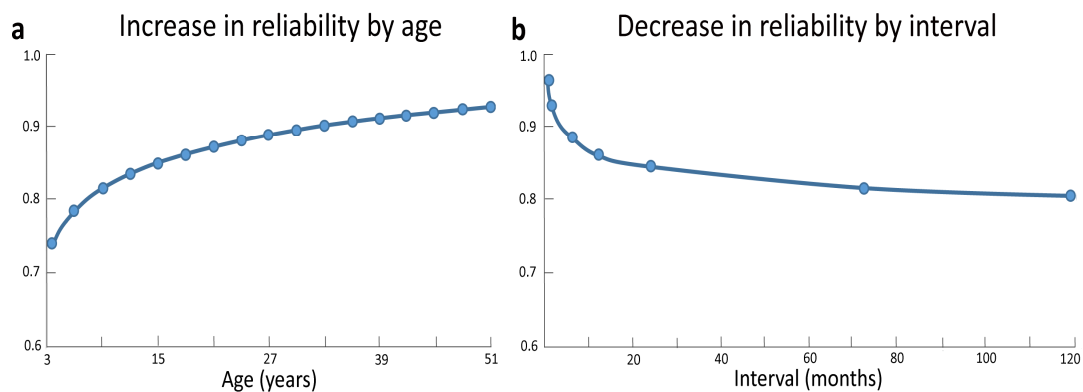 a Increase in reliability by age
1.0
0.9
0.8
0.7
0.6
3 15 27 39 51
Age (years)
b Decrease in reliability by interval
1.0
0.9
0.8
0.7
0.6
20 40 60 80 100 120
Interval (months)